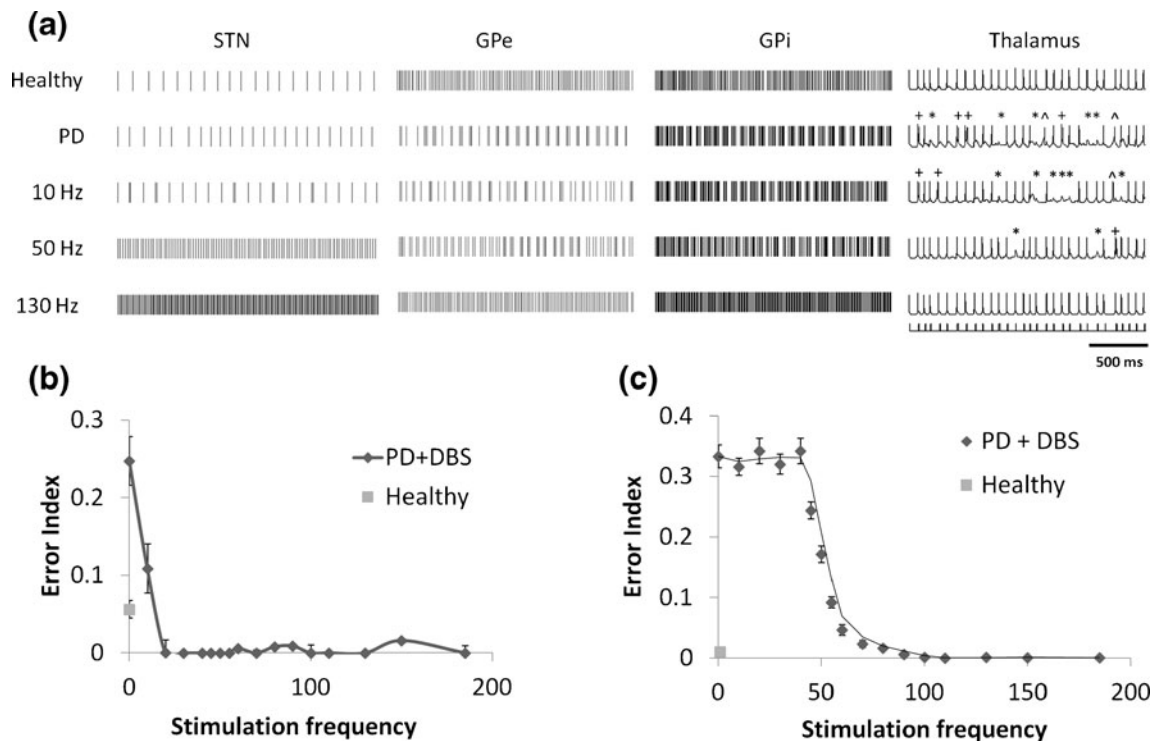 (a)
STN GPe GPi Thalamus
Healthy
+ * ++ * *^ + ** ^
PD
+ + * * *** ^*
10 Hz
* * +
50 Hz
130 Hz
500 ms
(b)
0.3
0.2
0.1
0
Error Index
PD+DBS
Healthy
0 100 200
Stimulation frequency
(c)
0.4
0.3
0.2
0.1
0
Error Index
PD + DBS
Healthy
0 50 100 150 200
Stimulation frequency